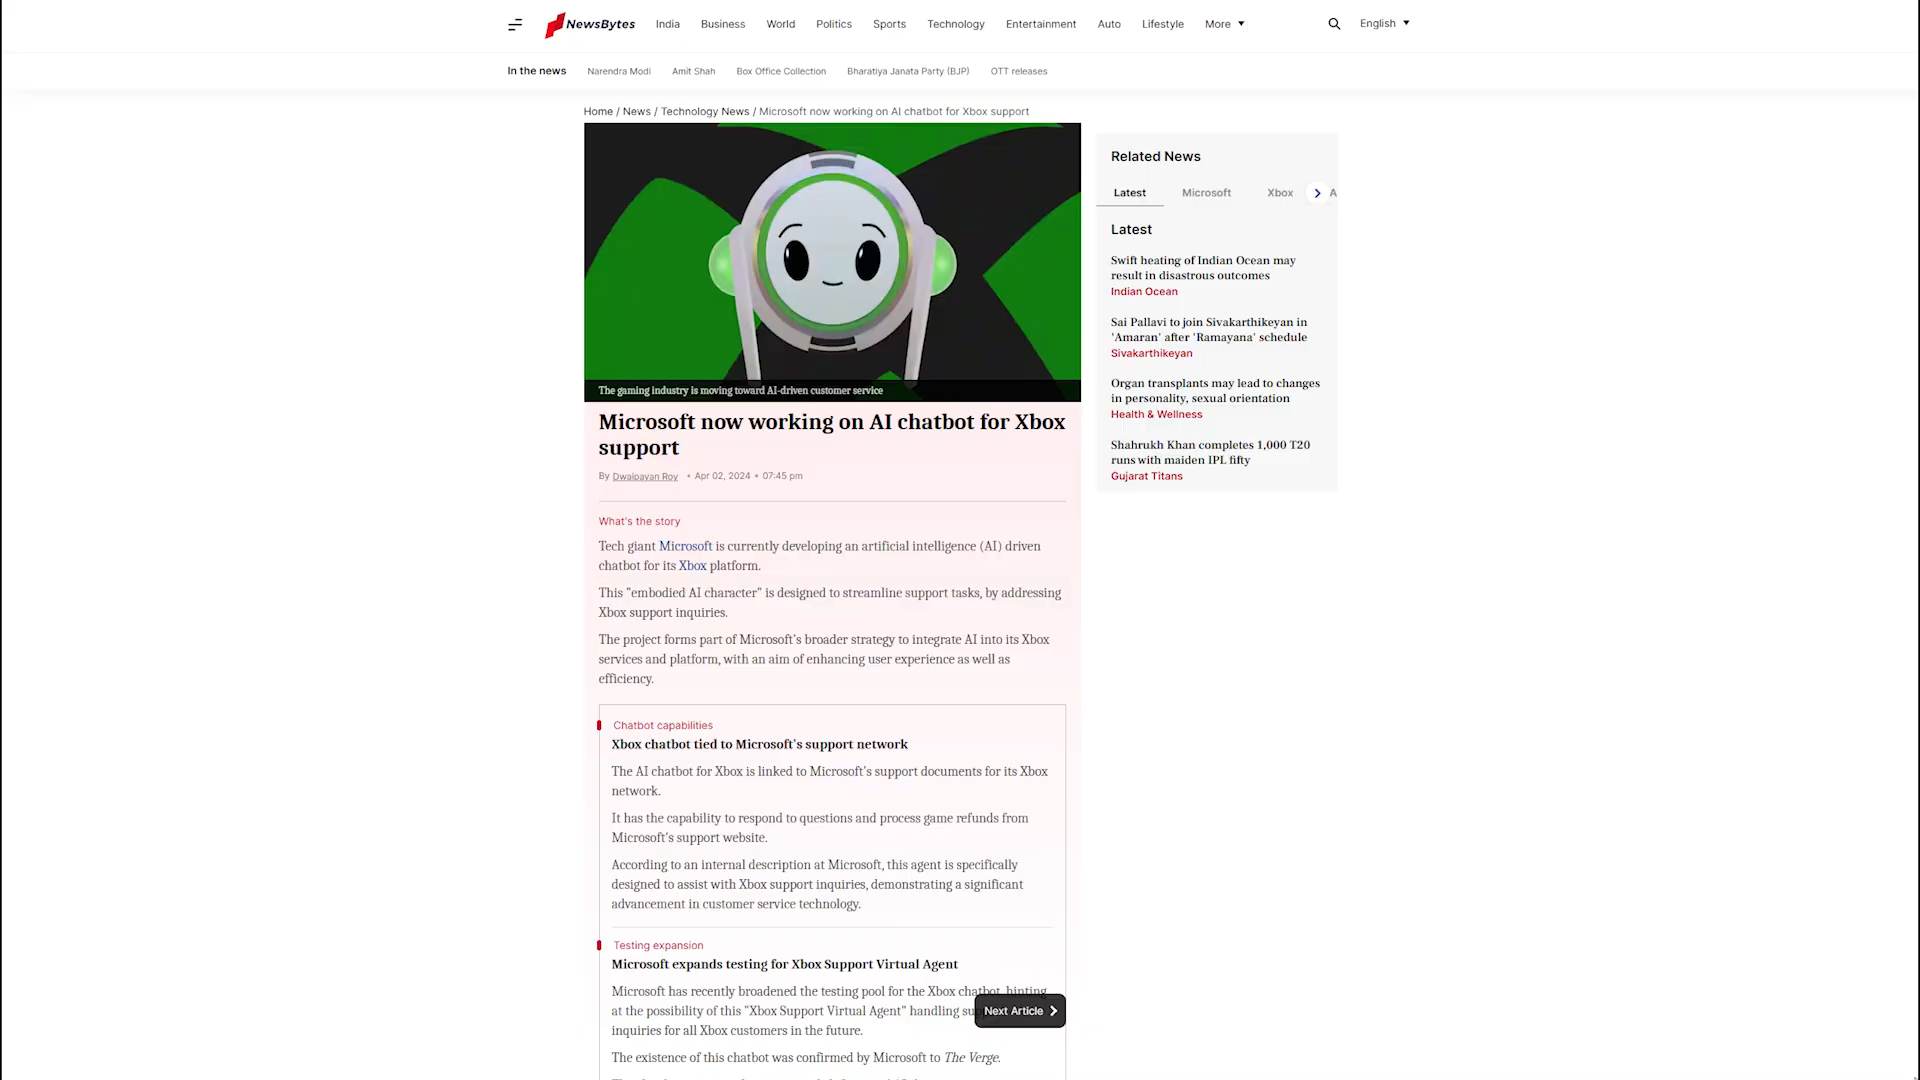 NewsBytes India Business World Politics Sports Technology Entertainment Auto Lifestyle More English
In the news Narendra Modi Amit Shah Box Office Collection Bharatiya Janata Party (BJP) OTT releases
Home / News / Technology News / Microsoft now working on AI chatbot for Xbox support
The gaming industry is moving toward AI-driven customer service
Microsoft now working on AI chatbot for Xbox
support
By Dwaipayan Roy • Apr 02, 2024 • 07:45 pm
What's the story
Tech giant Microsoft is currently developing an artificial intelligence (AI) driven
chatbot for its Xbox platform.
This "embodied AI character" is designed to streamline support tasks, by addressing
Xbox support inquiries.
The project forms part of Microsoft's broader strategy to integrate AI into its Xbox
services and platform, with an aim of enhancing user experience as well as
efficiency.
Chatbot capabilities
Xbox chatbot tied to Microsoft's support network
The AI chatbot for Xbox is linked to Microsoft's support documents for its Xbox
network.
It has the capability to respond to questions and process game refunds from
Microsoft's support website.
According to an internal description at Microsoft, this agent is specifically
designed to assist with Xbox support inquiries, demonstrating a significant
advancement in customer service technology.
Testing expansion
Microsoft expands testing for Xbox Support Virtual Agent
Microsoft has recently broadened the testing pool for the Xbox chatbot, hinting
at the possibility of this "Xbox Support Virtual Agent" handling
inquiries for all Xbox customers in the future.
The existence of this chatbot was confirmed by Microsoft to The Verge.
Next Article
Related News
Latest Microsoft Xbox A
Latest
Swift heating of Indian Ocean may
result in disastrous outcomes
Indian Ocean
Sai Pallavi to join Sivakarthikeyan in
'Amaran' after 'Ramayana' schedule
Sivakarthikeyan
Organ transplants may lead to changes
in personality, sexual orientation
Health & Wellness
Shahrukh Khan completes 1,000 T20
runs with maiden IPL fifty
Gujarat Titans